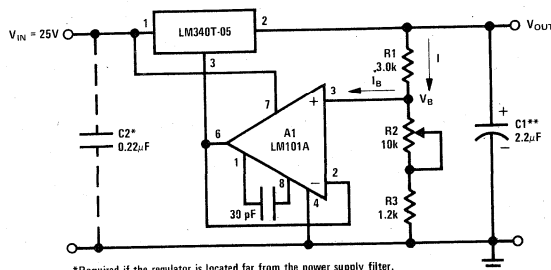 V_IN = 25V
1
LM340T-05
2
V_OUT
3
R1
3.0k
I
I_B
3
V_B
7
+
A1
LM101A
6
R2
10k
C1**
2.2μF
+
−
C2*
0.22μF
1
8
−
2
4
30 pF
R3
1.2k
*Required if the regulator is located far from the power supply filter.